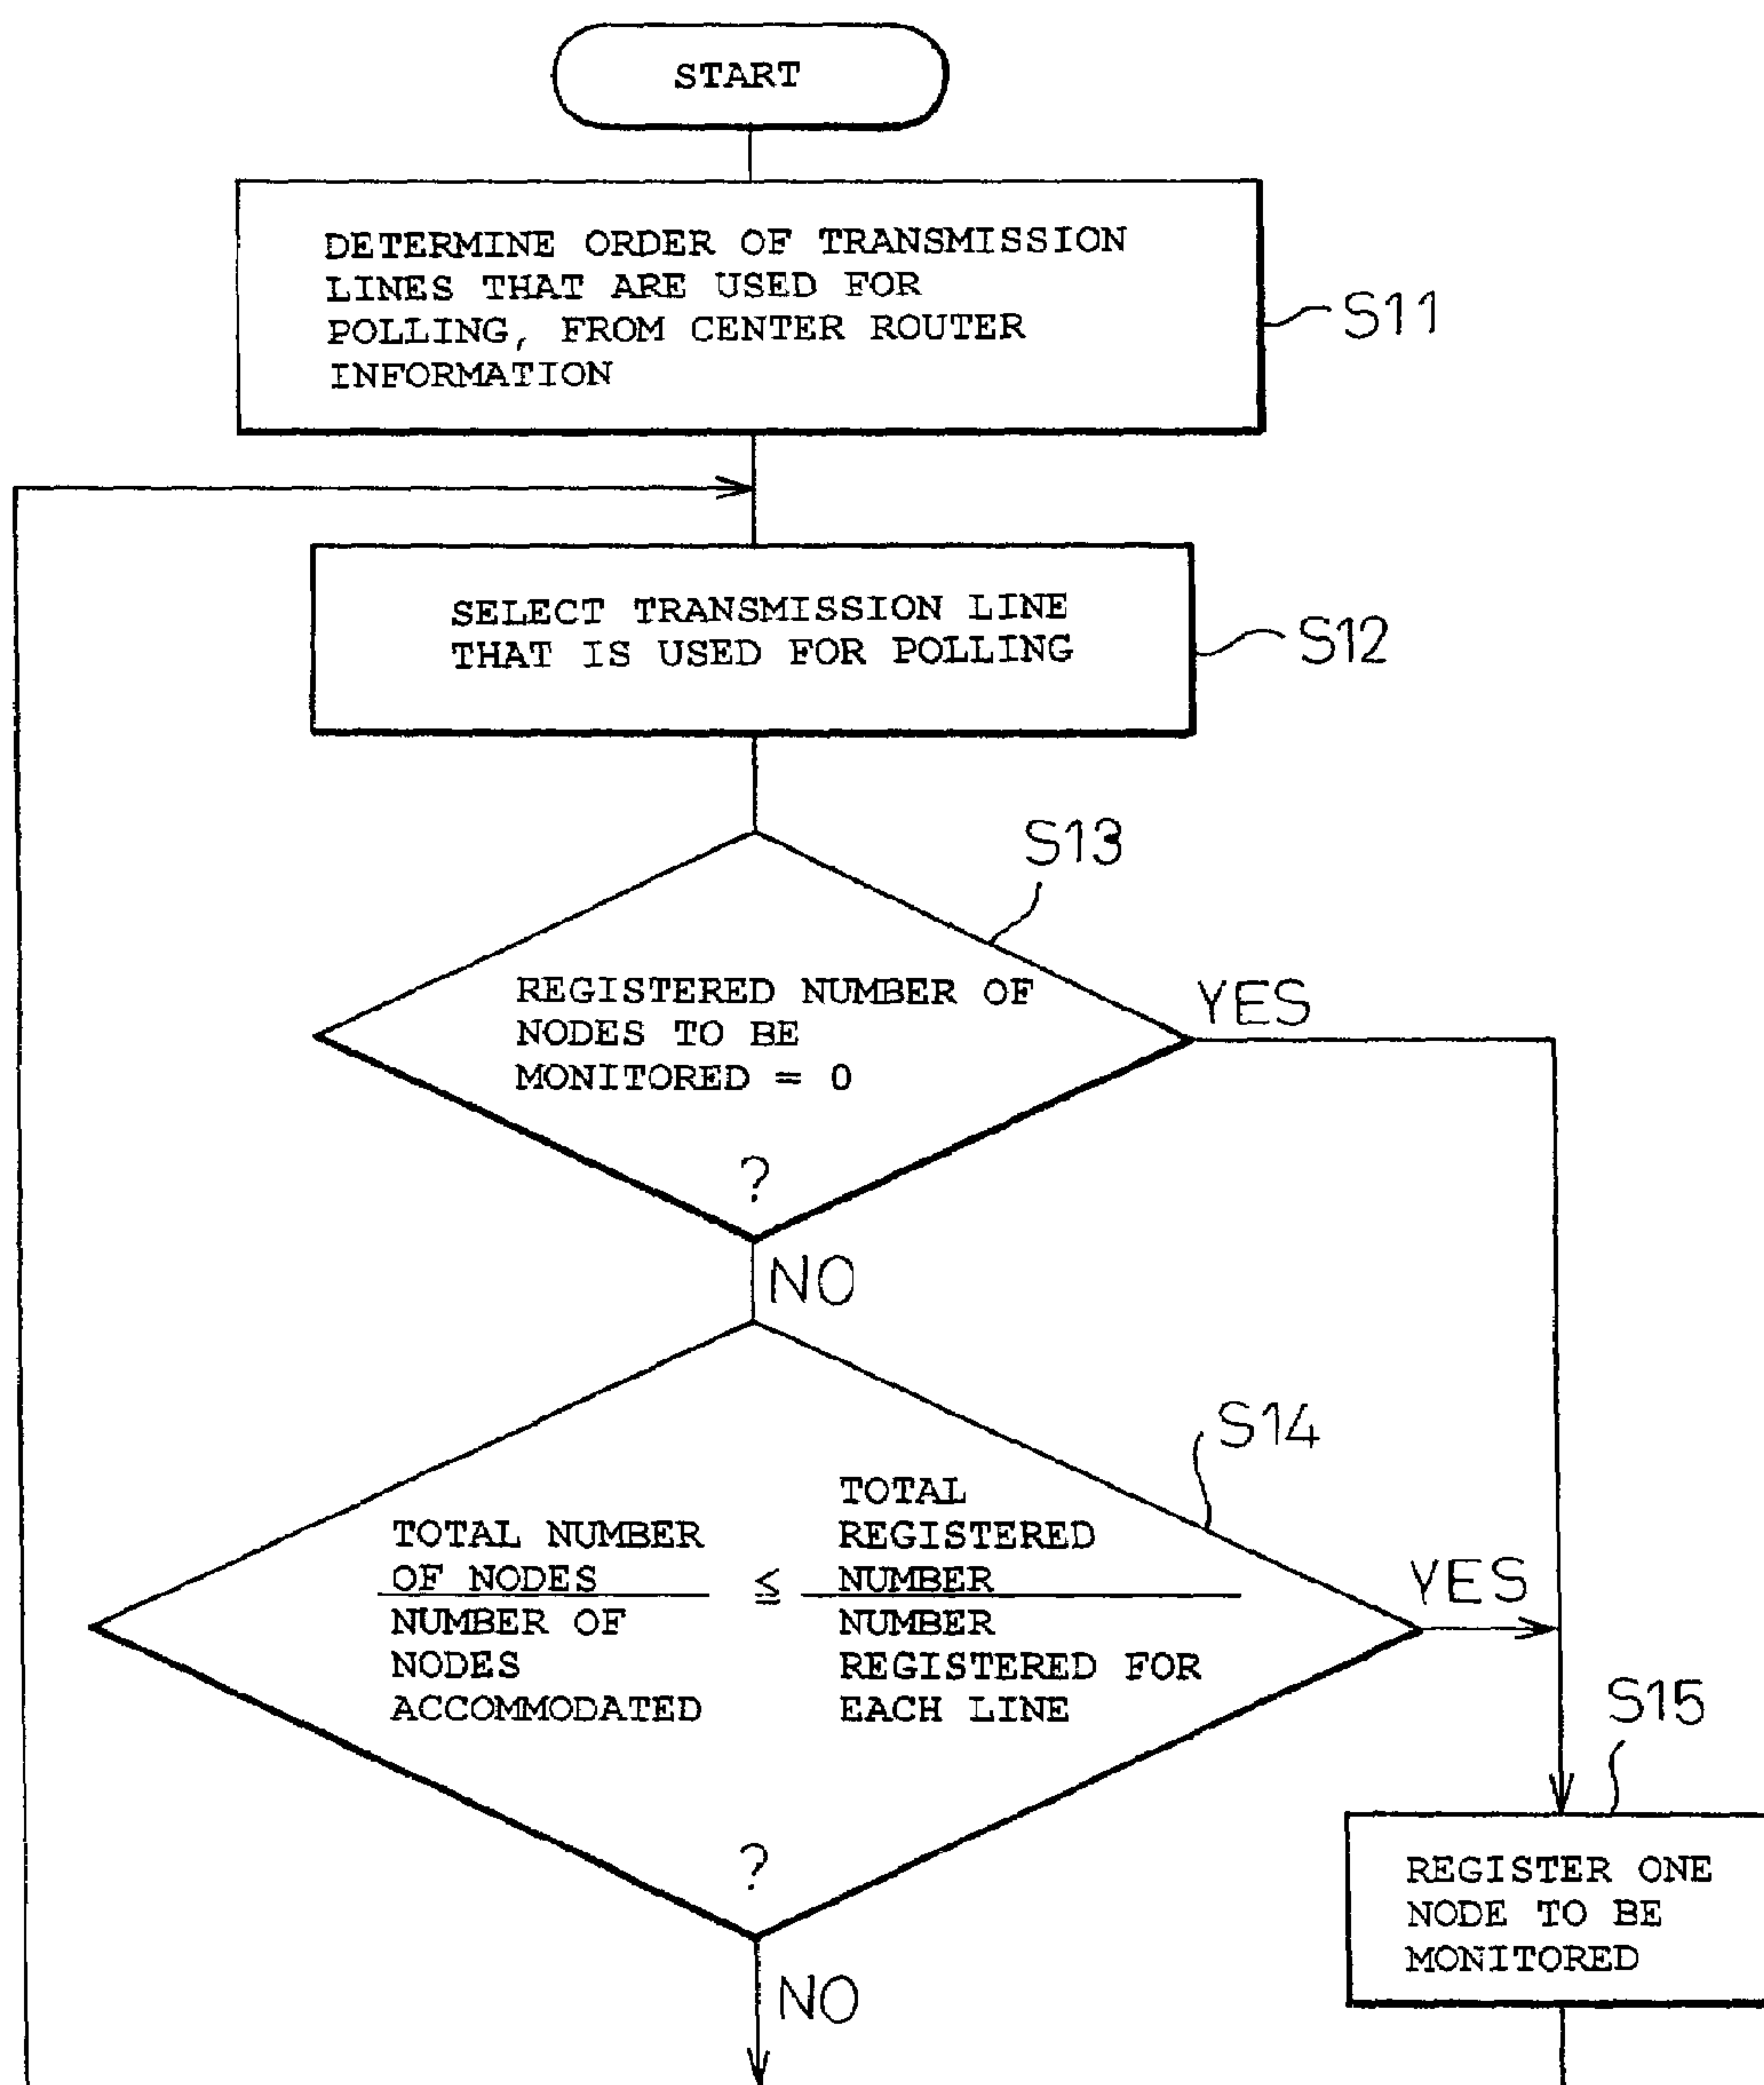 START
DETERMINE ORDER OF TRANSMISSION
LINES THAT ARE USED FOR
POLLING, FROM CENTER ROUTER
INFORMATION
S11
SELECT TRANSMISSION LINE
THAT IS USED FOR POLLING
S12
S13
REGISTERED NUMBER OF
NODES TO BE
MONITORED = 0
?
YES
NO
S14
TOTAL NUMBER
OF NODES
NUMBER OF
NODES
ACCOMMODATED
≦
TOTAL
REGISTERED
NUMBER
NUMBER
REGISTERED FOR
EACH LINE
?
YES
NO
S15
REGISTER ONE
NODE TO BE
MONITORED